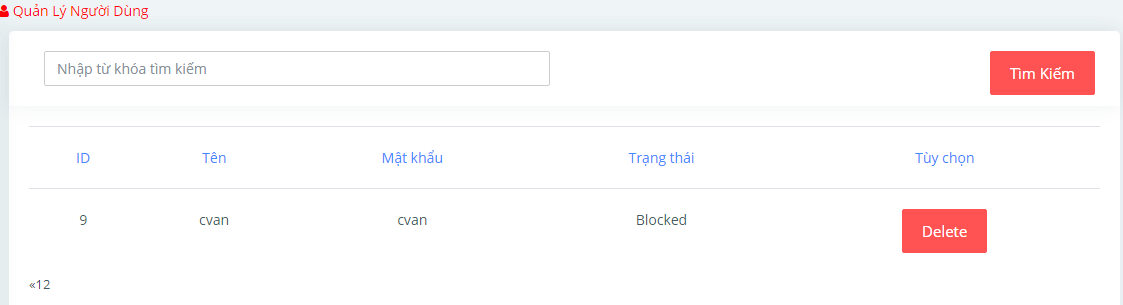 Quản Lý Người Dùng
Nhập từ khóa tìm kiếm
Tìm Kiếm
ID Tên Mật khẩu Trạng thái Tùy chọn
9 cvan cvan Blocked Delete
«12